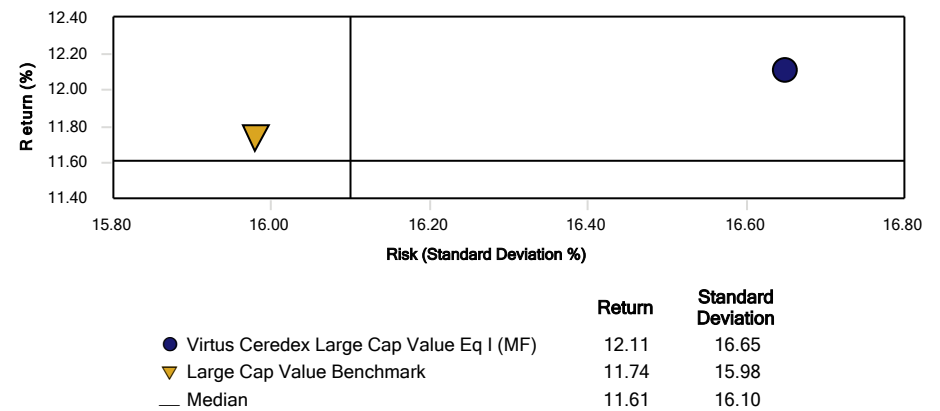 12.40
12.20
12.00
11.80
11.60
11.40
Return (%)
15.80 16.00 16.20 16.40 16.60 16.80
Risk (Standard Deviation %)
Return Standard Deviation
Virtus Ceredex Large Cap Value Eq I (MF) 12.11 16.65
Large Cap Value Benchmark 11.74 15.98
Median 11.61 16.10